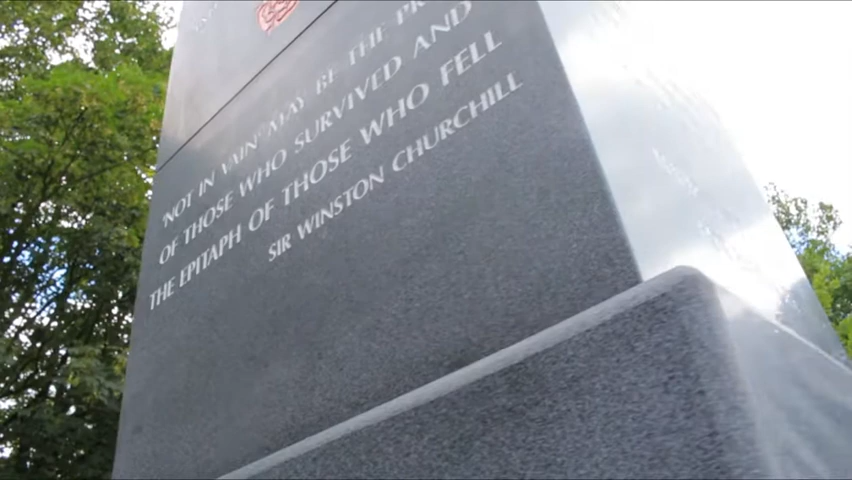 "NOT IN VAIN" MAY BE THE
OF THOSE WHO SURVIVED AND
THE EPITAPH OF THOSE WHO FELL
SIR WINSTON CHURCHILL